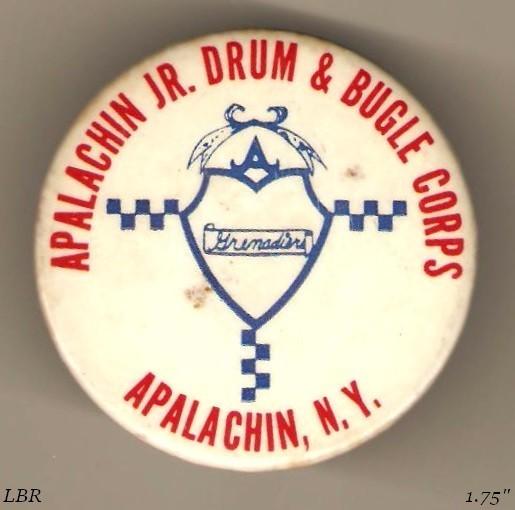 APALACHIN JR. DRUM & BUGLE CORPS
A
Grenadiers
APALACHIN, N.Y.
LBR
1.75"